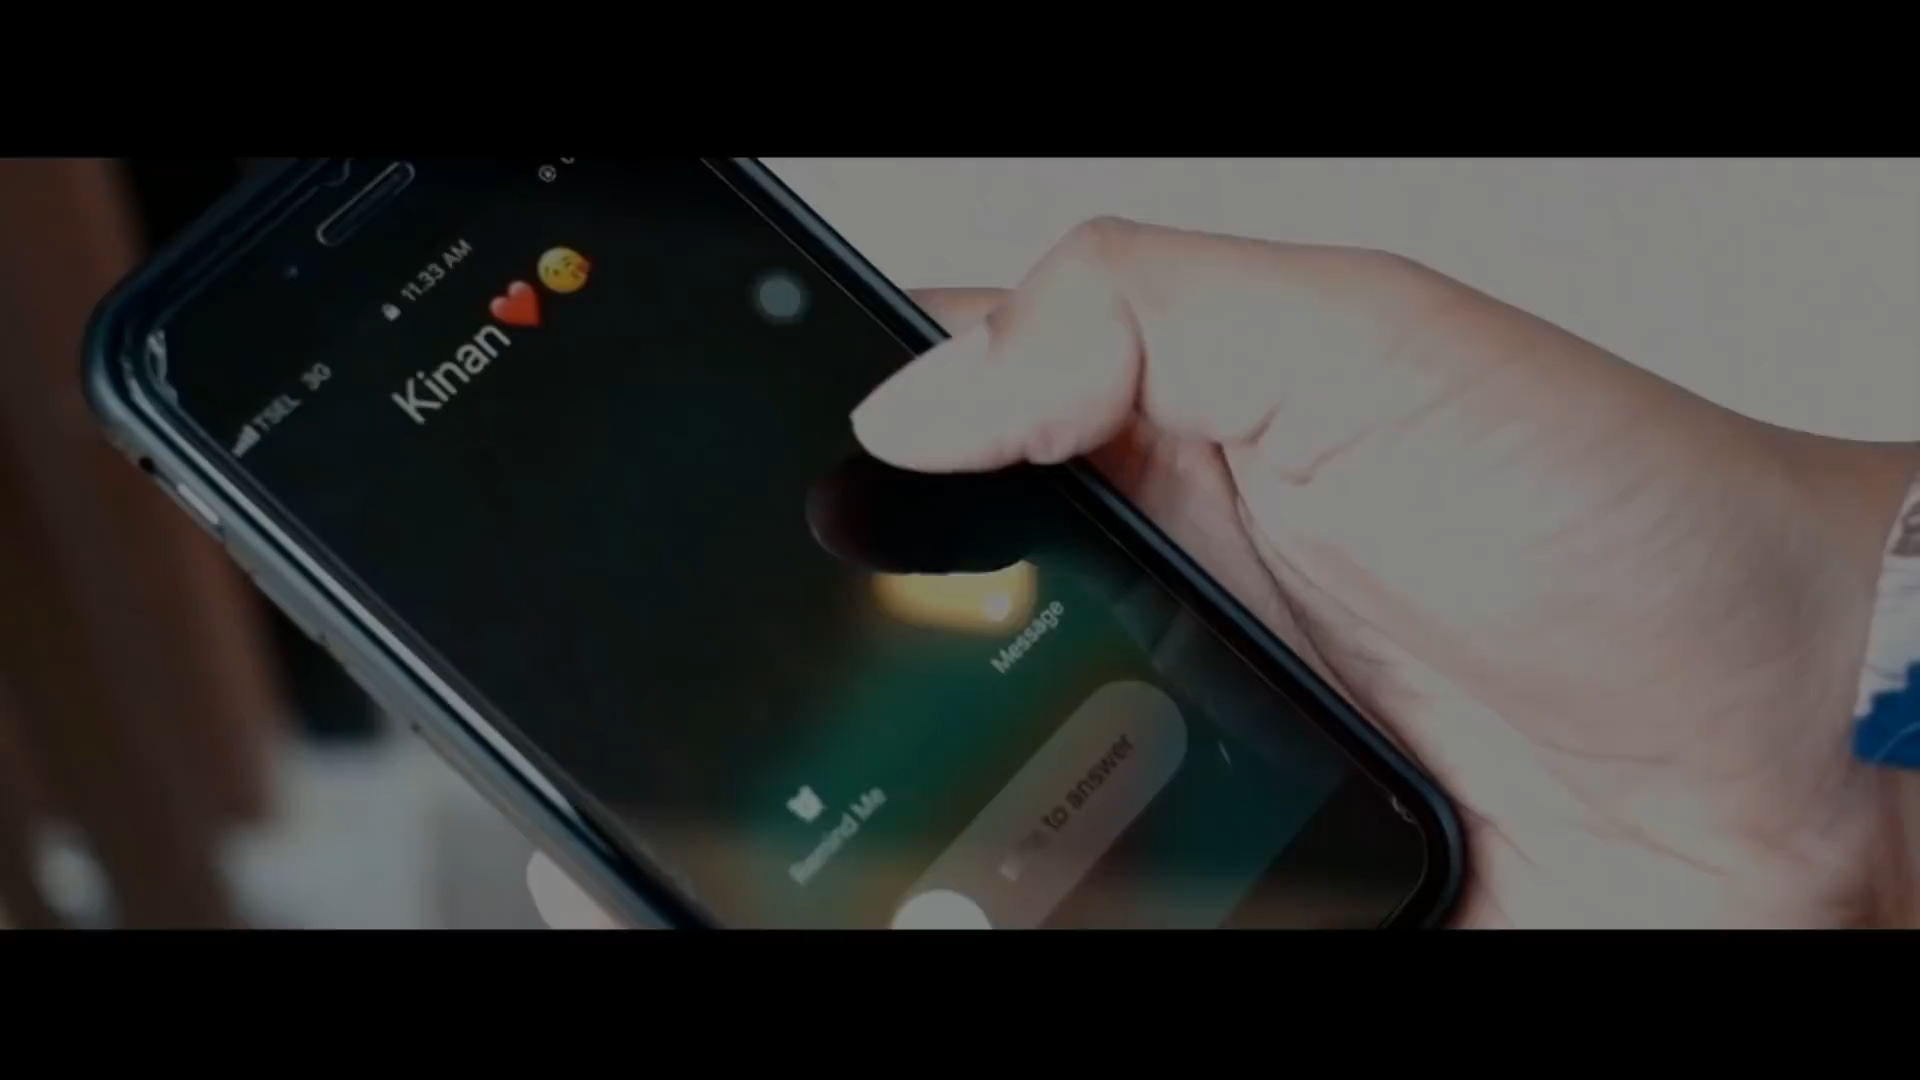 TSEL 3G
11.33 AM
Kinan❤️😘
Message
Remind Me
to answer